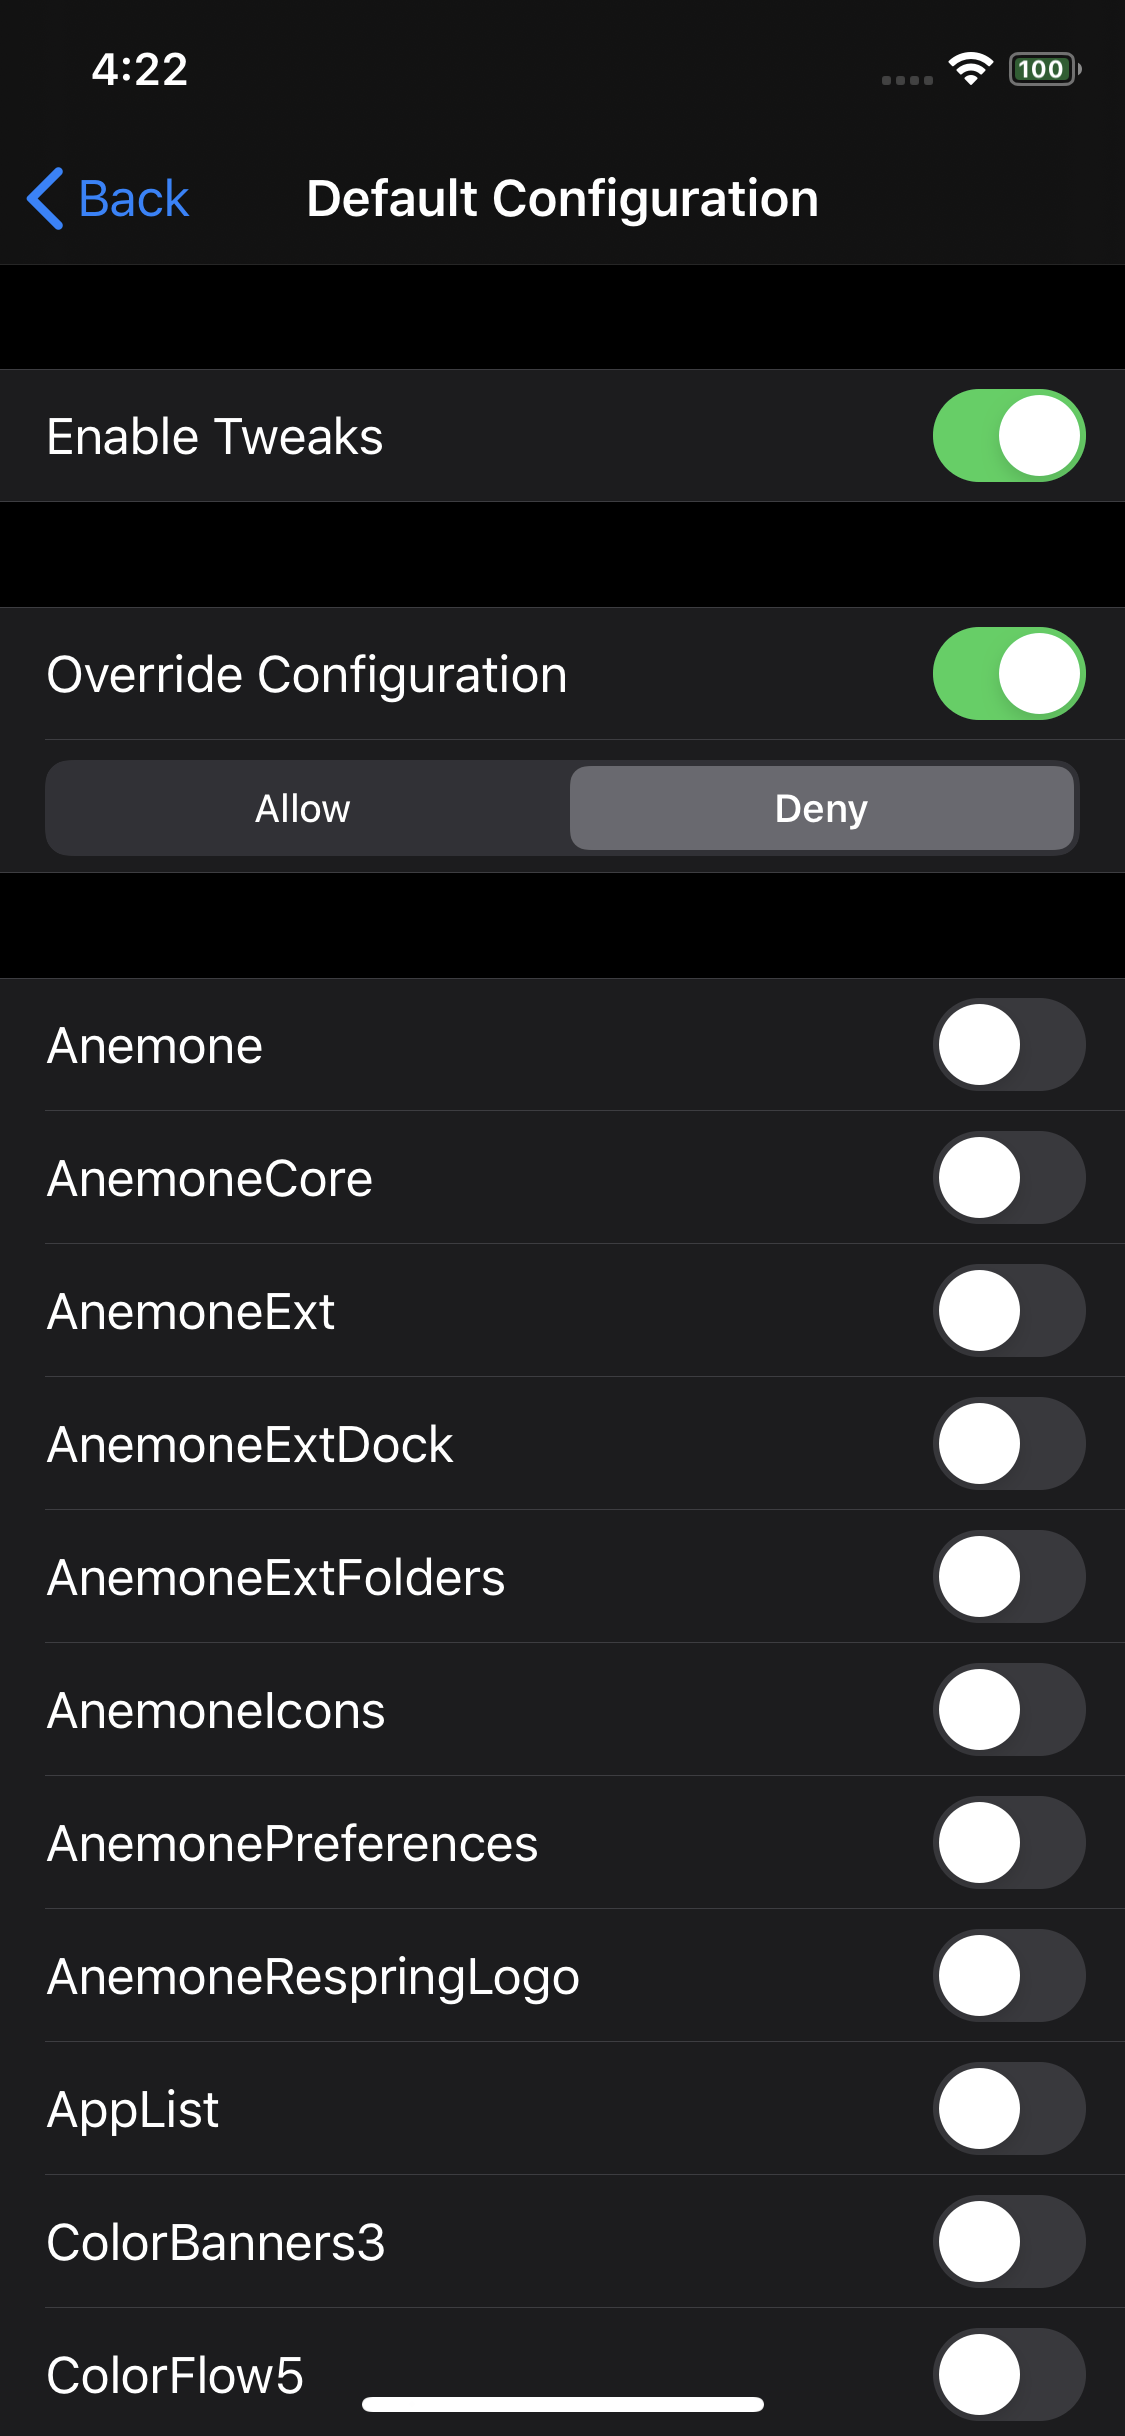 4:22
100
Back
Default Configuration
Enable Tweaks
Override Configuration
Allow
Deny
Anemone
AnemoneCore
AnemoneExt
AnemoneExtDock
AnemoneExtFolders
AnemoneIcons
AnemonePreferences
AnemoneRespringLogo
AppList
ColorBanners3
ColorFlow5